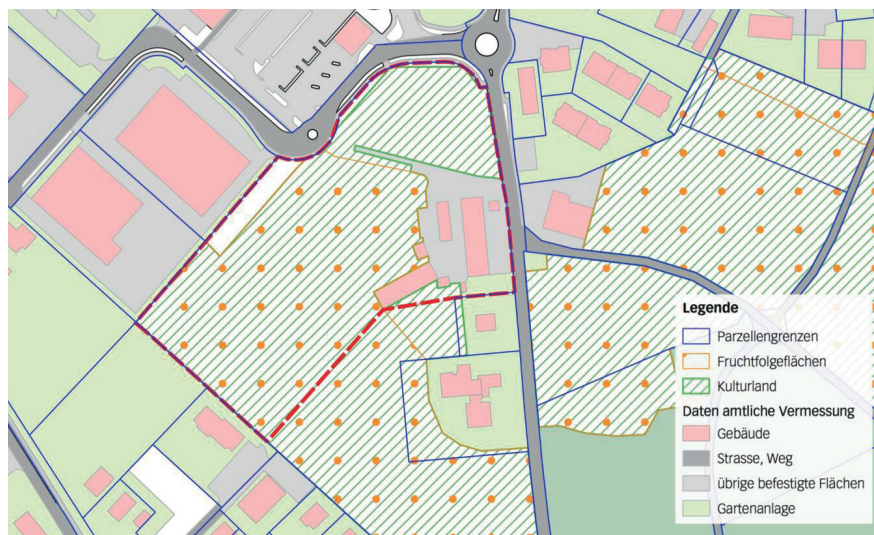 Legende
Parzellengrenzen
Fruchtfolgeflächen
Kulturland
Daten amtliche Vermessung
Gebäude
Strasse, Weg
übrige befestigte Flächen
Gartenanlage